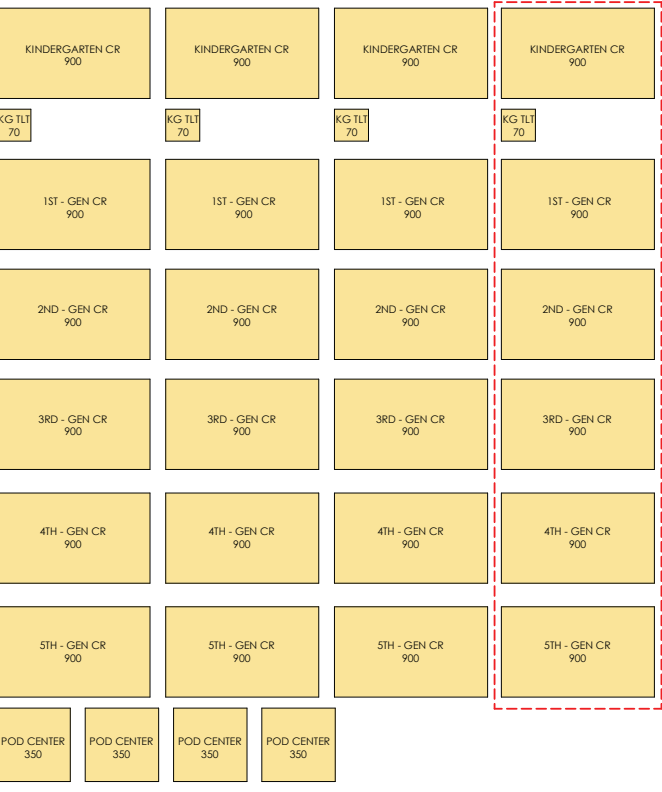 KINDERGARTEN CR
900
KINDERGARTEN CR
900
KINDERGARTEN CR
900
KINDERGARTEN CR
900
KG TLT
70
KG TLT
70
KG TLT
70
KG TLT
70
1ST - GEN CR
900
1ST - GEN CR
900
1ST - GEN CR
900
1ST - GEN CR
900
2ND - GEN CR
900
2ND - GEN CR
900
2ND - GEN CR
900
2ND - GEN CR
900
3RD - GEN CR
900
3RD - GEN CR
900
3RD - GEN CR
900
3RD - GEN CR
900
4TH - GEN CR
900
4TH - GEN CR
900
4TH - GEN CR
900
4TH - GEN CR
900
5TH - GEN CR
900
5TH - GEN CR
900
5TH - GEN CR
900
5TH - GEN CR
900
POD CENTER
350
POD CENTER
350
POD CENTER
350
POD CENTER
350